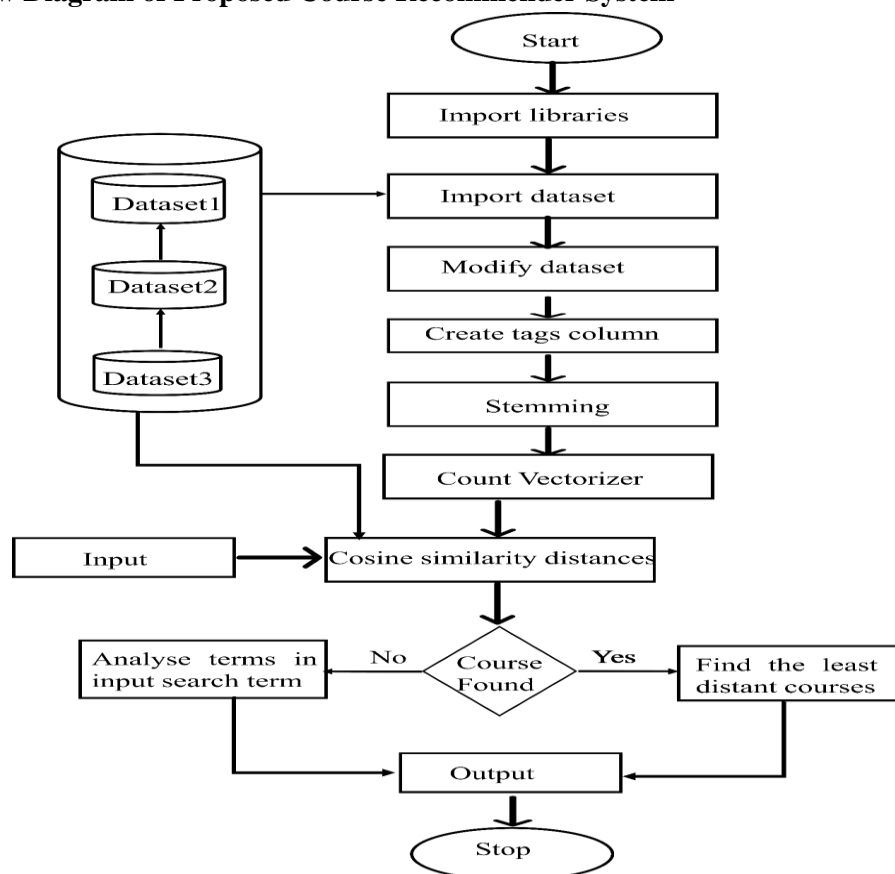 Diagram of Proposed Course Recommender System
Start
Import libraries
Dataset1
Import dataset
Dataset2
Modify dataset
Dataset3
Create tags column
Stemming
Count Vectorizer
Input
Cosine similarity distances
Analyse terms in
input search term
No
Course
Found
Yes
Find the least
distant courses
Output
Stop